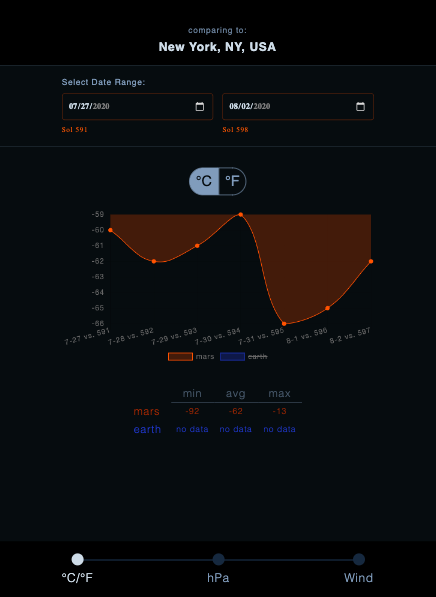 comparing to:
New York, NY, USA
Select Date Range:
07/27/2020 08/02/2020
Sol 591 Sol 598
°C °F
-59
-60
-61
-62
-63
-64
-65
-66
7-27 vs. 591 7-28 vs. 592 7-29 vs. 593 7-30 vs. 594 7-31 vs. 595 8-1 vs. 596 8-2 vs. 597
mars earth
min avg max
mars -92 -62 -13
earth no data no data no data
°C/°F hPa Wind